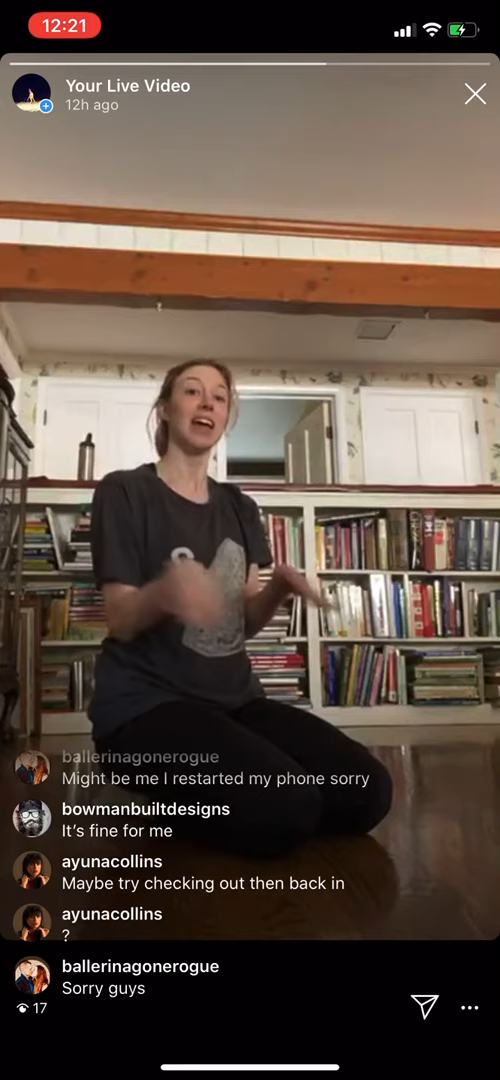 12:21
Your Live Video
12h ago
ballerinagonerogue
Might be me I restarted my phone sorry
bowmanbuiltdesigns
It's fine for me
ayunacollins
Maybe try checking out then back in
ayunacollins
?
ballerinagonerogue
Sorry guys
17